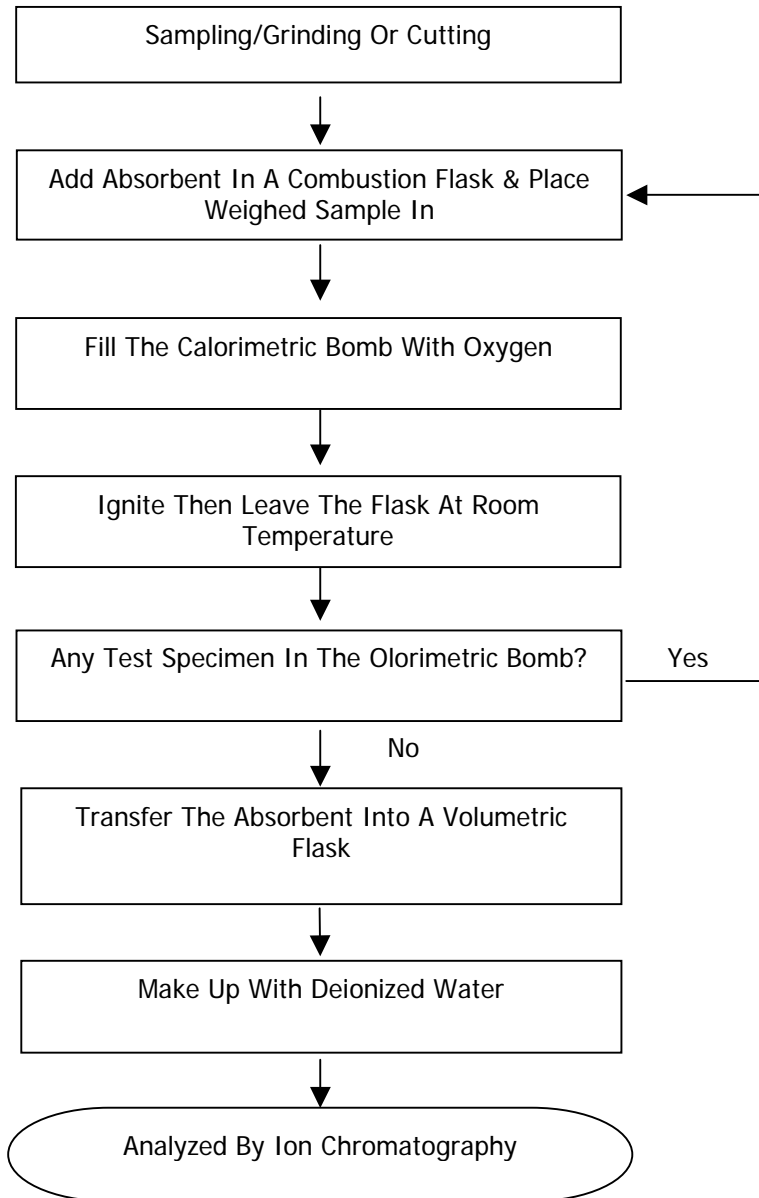 Sampling/Grinding Or Cutting
Add Absorbent In A Combustion Flask & Place
Weighed Sample In
Fill The Calorimetric Bomb With Oxygen
Ignite Then Leave The Flask At Room
Temperature
Any Test Specimen In The Olorimetric Bomb?
Yes
No
Transfer The Absorbent Into A Volumetric
Flask
Make Up With Deionized Water
Analyzed By Ion Chromatography